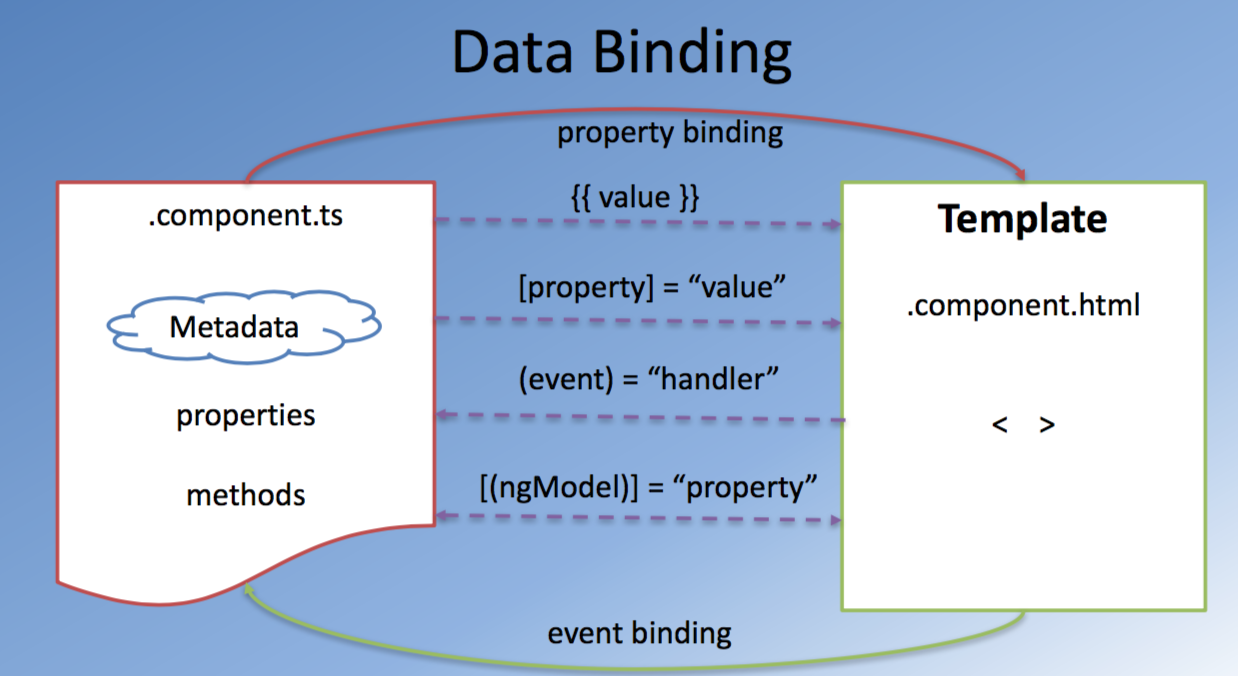 Data Binding
property binding
{{ value }}
.component.ts
Template
[property] = “value”
.component.html
Metadata
(event) = “handler”
properties
< >
[(ngModel)] = “property”
methods
event binding